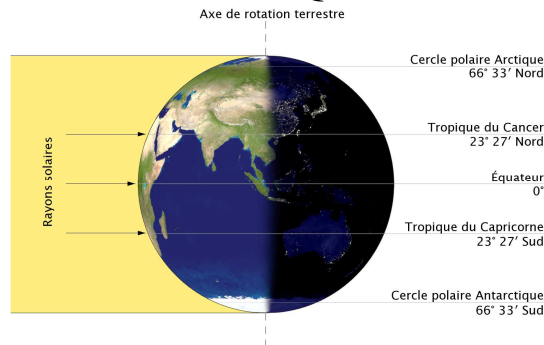 Axe de rotation terrestre
Cercle polaire Arctique
66° 33′ Nord
Tropique du Cancer
23° 27′ Nord
Rayons solaires
Équateur
0°
Tropique du Capricorne
23° 27′ Sud
Cercle polaire Antarctique
66° 33′ Sud